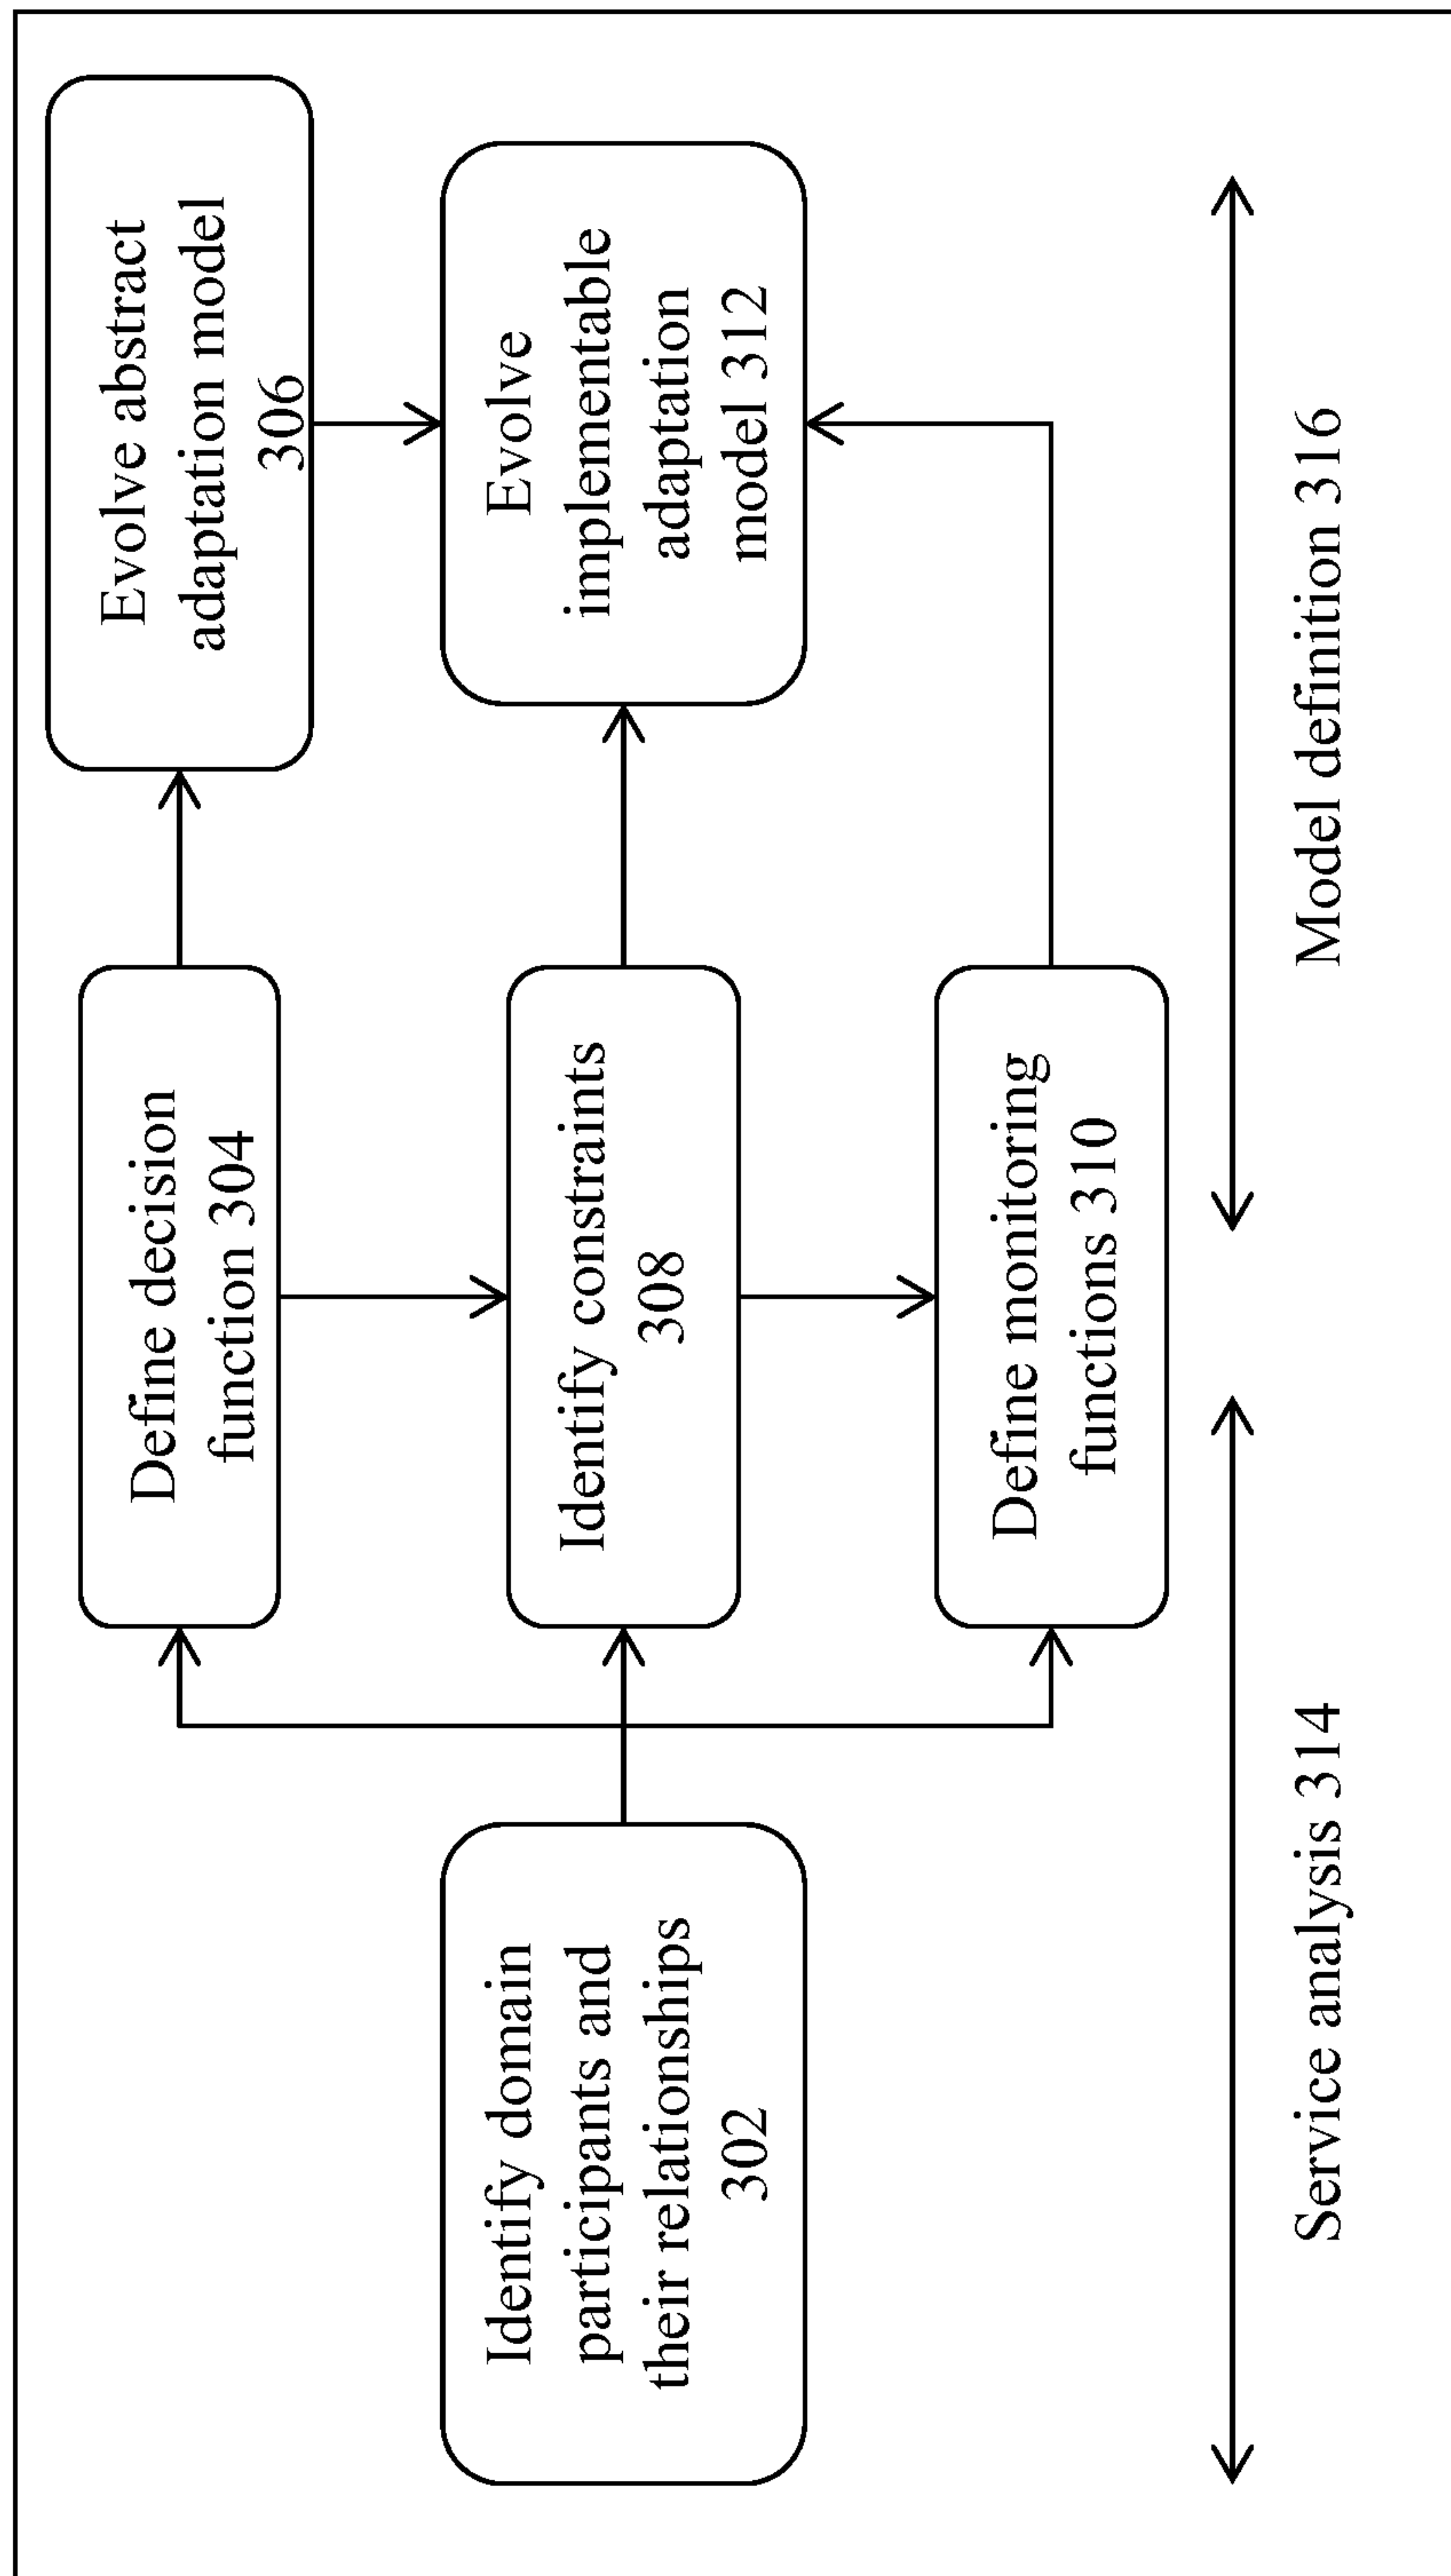 Identify domain
participants and
their relationships
302
Define decision
function 304
Identify constraints
308
Define monitoring
functions 310
Evolve abstract
adaptation model
306
Evolve
implementable
adaptation
model 312
Service analysis 314
Model definition 316